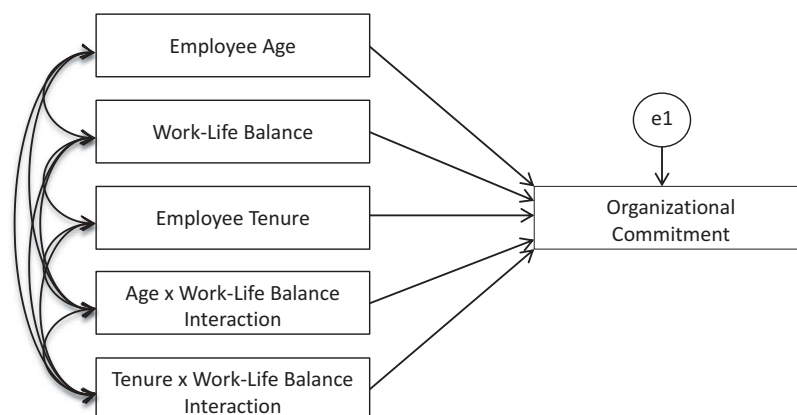 Employee Age
Work-Life Balance
e1
Employee Tenure
Organizational
Commitment
Age x Work-Life Balance
Interaction
Tenure x Work-Life Balance
Interaction